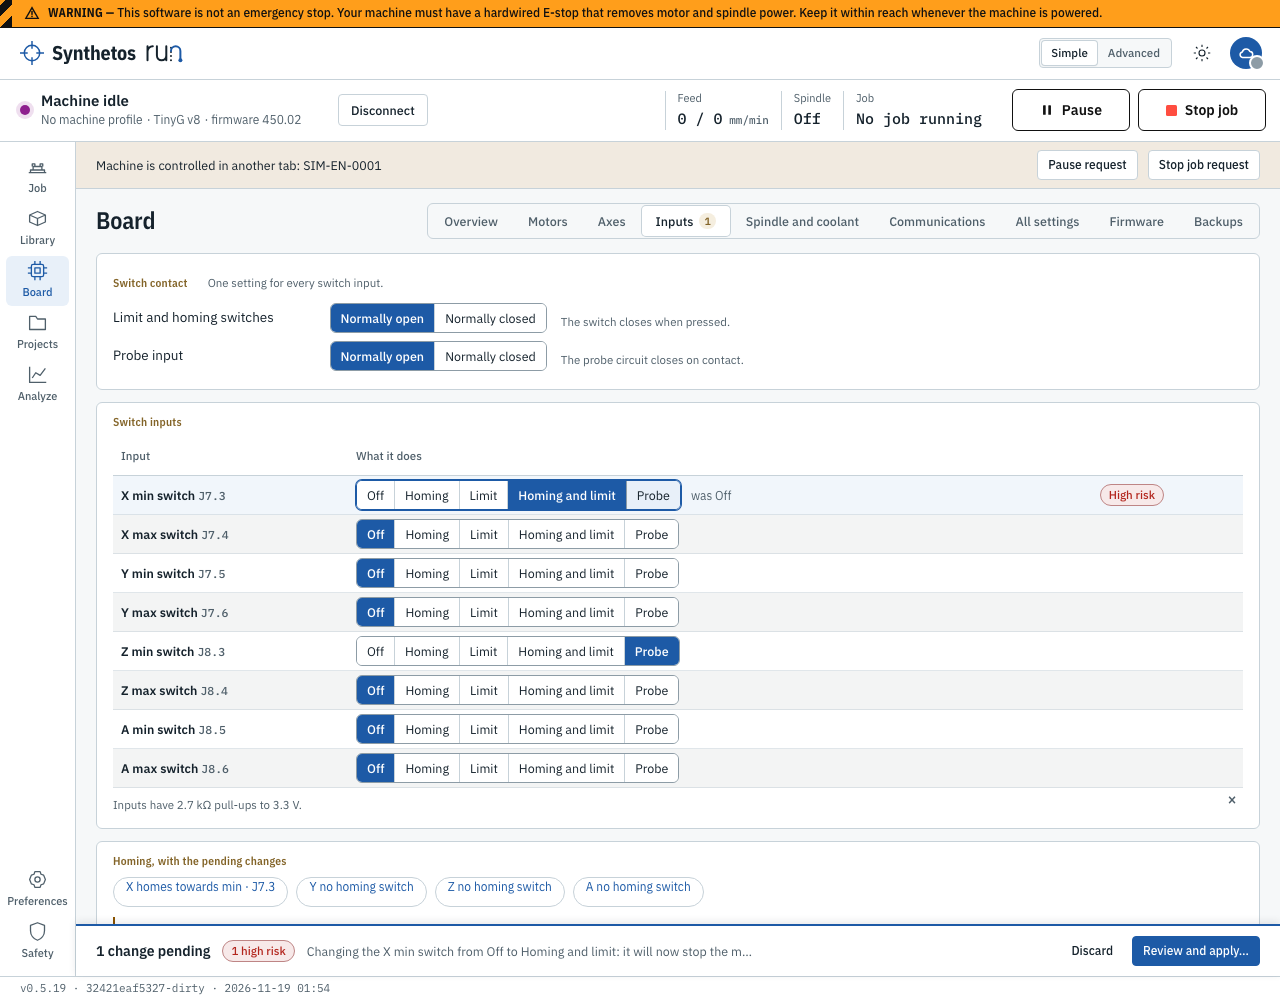 WARNING — This software is not an emergency stop. Your machine must have a hardwired E-stop that removes motor and spindle power. Keep it within reach whenever the machine is powered.
Synthetos run
Simple
Advanced
Machine idle
No machine profile · TinyG v8 · firmware 450.02
Disconnect
Feed
0 / 0 mm/min
Spindle
Off
Job
No job running
Pause
Stop job
Machine is controlled in another tab: SIM-EN-0001
Pause request
Stop job request
Job
Library
Board
Projects
Analyze
Preferences
Safety
Board
Overview
Motors
Axes
Inputs 1
Spindle and coolant
Communications
All settings
Firmware
Backups
Switch contact
One setting for every switch input.
Limit and homing switches
Normally open
Normally closed
The switch closes when pressed.
Probe input
Normally open
Normally closed
The probe circuit closes on contact.
Switch inputs
Input
What it does
X min switch J7.3 Off Homing Limit Homing and limit Probe was Off High risk
X max switch J7.4 Off Homing Limit Homing and limit Probe
Y min switch J7.5 Off Homing Limit Homing and limit Probe
Y max switch J7.6 Off Homing Limit Homing and limit Probe
Z min switch J8.3 Off Homing Limit Homing and limit Probe
Z max switch J8.4 Off Homing Limit Homing and limit Probe
A min switch J8.5 Off Homing Limit Homing and limit Probe
A max switch J8.6 Off Homing Limit Homing and limit Probe
Inputs have 2.7 kΩ pull-ups to 3.3 V.
×
Homing, with the pending changes
X homes towards min · J7.3
Y no homing switch
Z no homing switch
A no homing switch
1 change pending
1 high risk
Changing the X min switch from Off to Homing and limit: it will now stop the m...
Discard
Review and apply...
v0.5.19 · 32421eaf5327-dirty · 2026-11-19 01:54